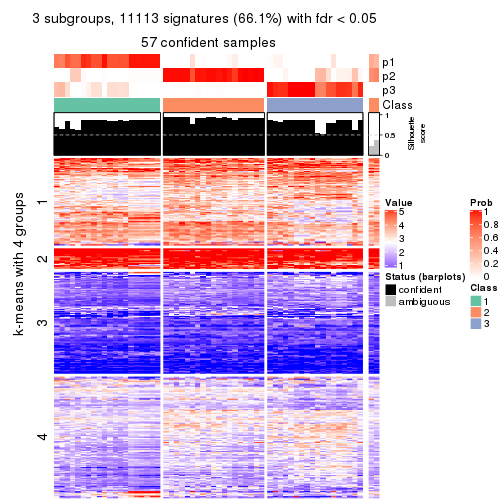 3 subgroups, 11113 signatures (66.1%) with fdr < 0.05
57 confident samples
p1
p2
p3
Class
1
0.5
0
Silhouette
score
k-means with 4 groups
1
2
3
4
Value
5
4
3
2
1
Status (barplots)
confident
ambiguous
Prob
1
0.8
0.6
0.4
0.2
0
Class
1
2
3